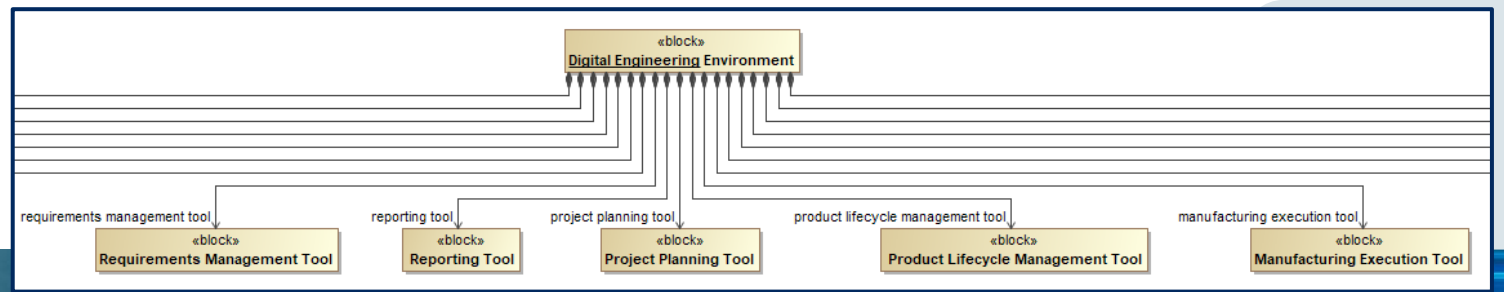 «block»
Digital Engineering Environment
requirements management tool
reporting tool
project planning tool
product lifecycle management tool
manufacturing execution tool
«block»
Requirements Management Tool
«block»
Reporting Tool
«block»
Project Planning Tool
«block»
Product Lifecycle Management Tool
«block»
Manufacturing Execution Tool